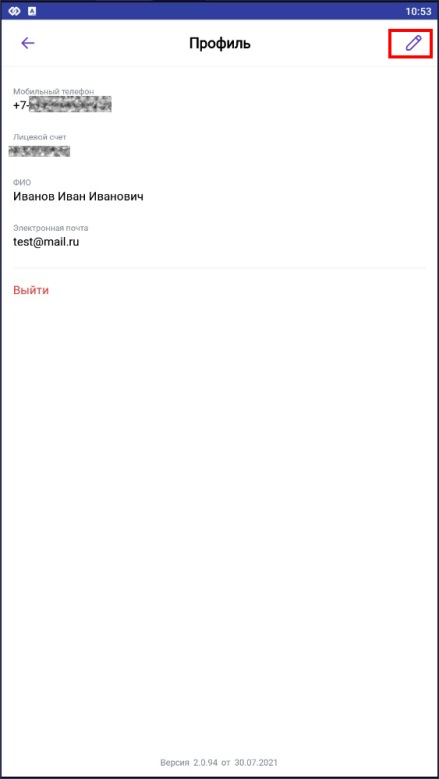 10:53
Профиль
Мобильный телефон
+7-
Лицевой счет
ФИО
Иванов Иван Иванович
Электронная почта
test@mail.ru
Выйти
Версия 2.0.94 от 30.07.2021